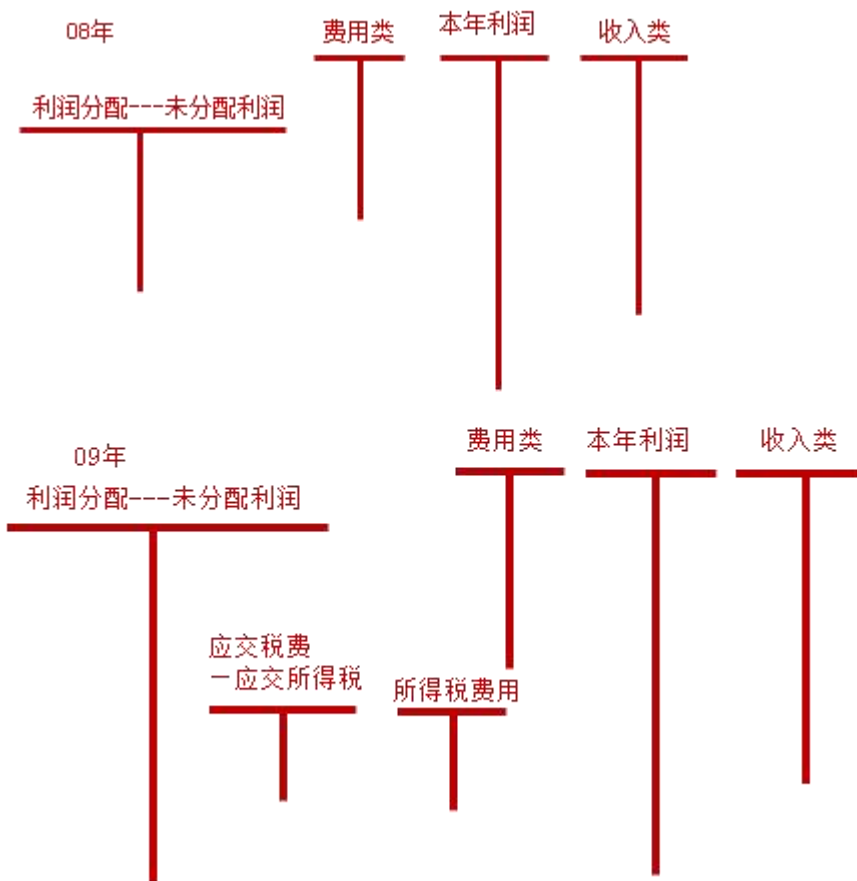 08年
费用类
本年利润
收入类
利润分配---未分配利润
09年
费用类
本年利润
收入类
利润分配---未分配利润
应交税费
一应交所得税
所得税费用